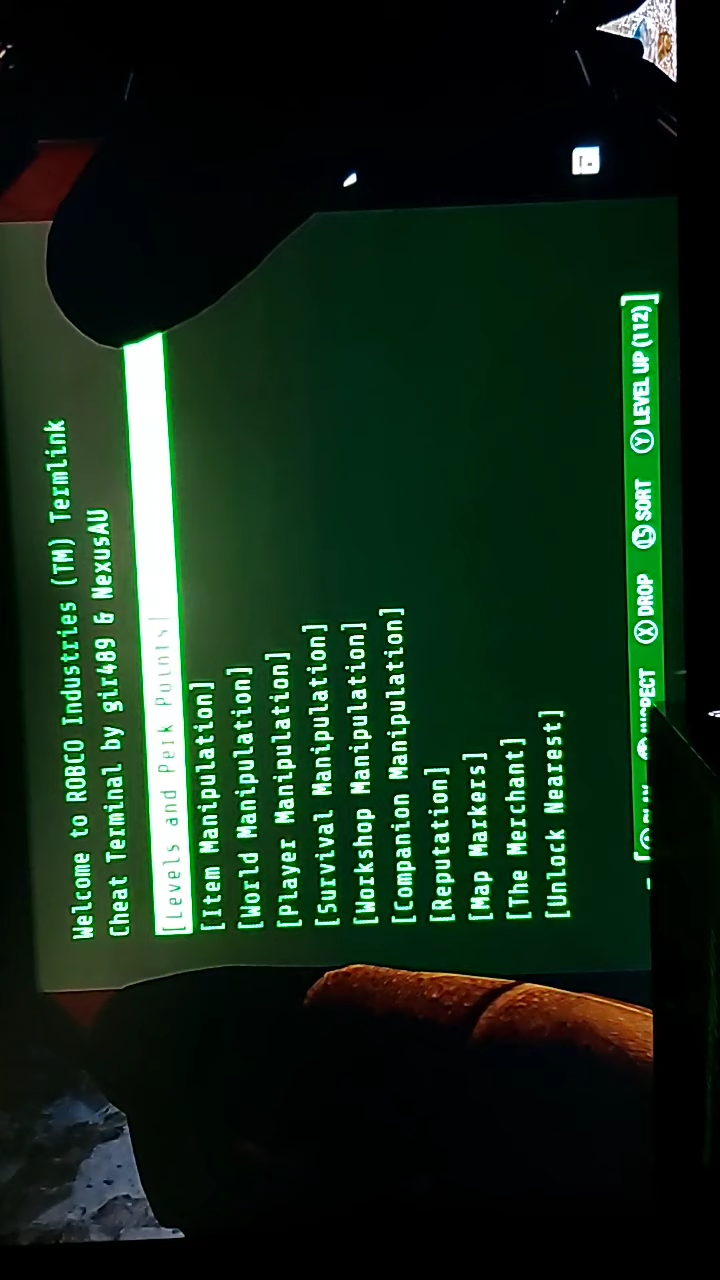 Welcome to ROBCO Industries (TM) Termlink
Cheat Terminal by gir489 & NexusAU
[Levels and Perk Points]
[Item Manipulation]
[World Manipulation]
[Player Manipulation]
[Survival Manipulation]
[Workshop Manipulation]
[Companion Manipulation]
[Reputation]
[Map Markers]
[The Merchant]
[Unlock Nearest]
X) DROP LS) SORT Y) LEVEL UP (112)